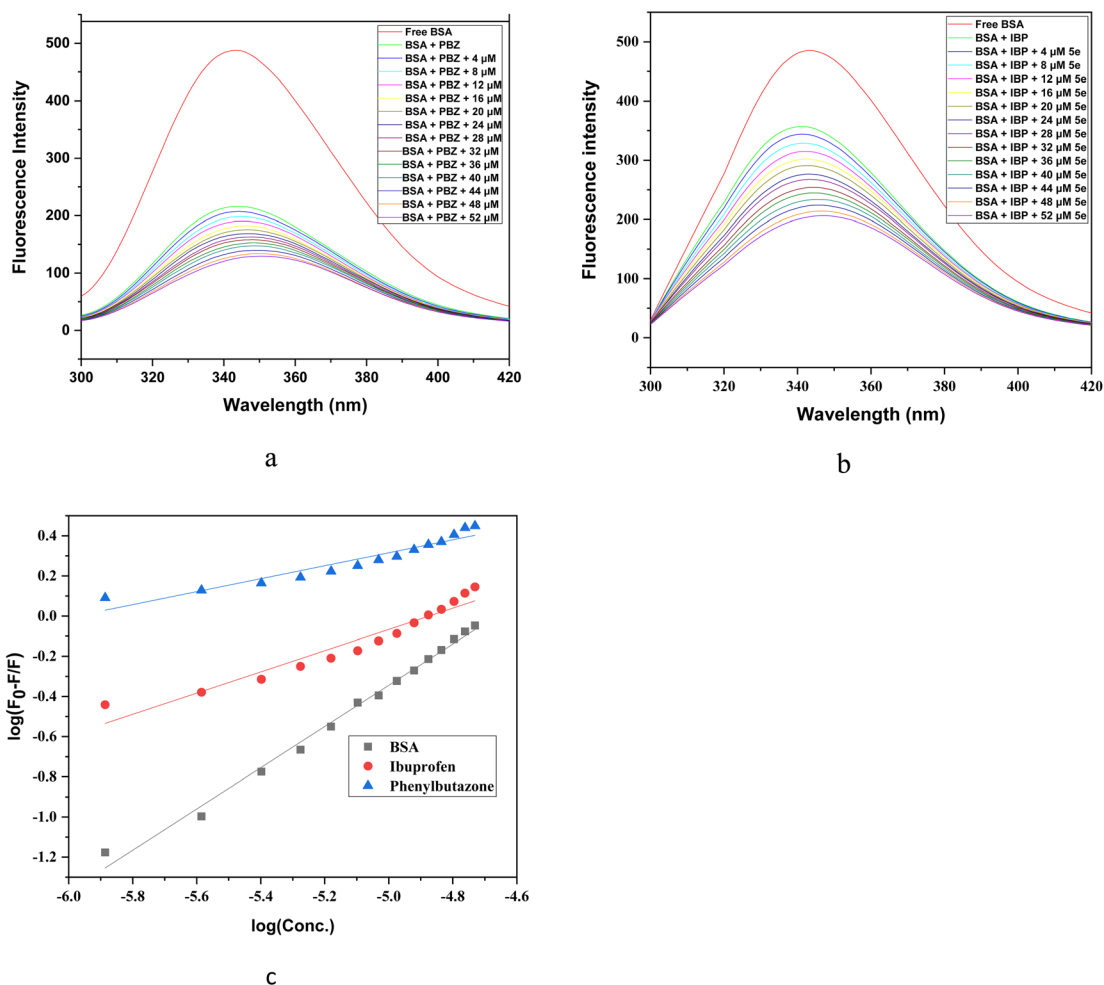 Fluorescence Intensity
500
400
300
200
100
0
300
320
340
360
380
400
420
Wavelength (nm)
Free BSA
BSA + PBZ
BSA + PBZ + 4 µM
BSA + PBZ + 8 µM
BSA + PBZ + 12 µM
BSA + PBZ + 16 µM
BSA + PBZ + 20 µM
BSA + PBZ + 24 µM
BSA + PBZ + 28 µM
BSA + PBZ + 32 µM
BSA + PBZ + 36 µM
BSA + PBZ + 40 µM
BSA + PBZ + 44 µM
BSA + PBZ + 48 µM
BSA + PBZ + 52 µM
a
Fluorescence intensity
500
400
300
200
100
0
300
320
340
360
380
400
420
Wavelength (nm)
Free BSA
BSA + IBP
BSA + IBP + 4 µM 5e
BSA + IBP + 8 µM 5e
BSA + IBP + 12 µM 5e
BSA + IBP + 16 µM 5e
BSA + IBP + 20 µM 5e
BSA + IBP + 24 µM 5e
BSA + IBP + 28 µM 5e
BSA + IBP + 32 µM 5e
BSA + IBP + 36 µM 5e
BSA + IBP + 40 µM 5e
BSA + IBP + 44 µM 5e
BSA + IBP + 48 µM 5e
BSA + IBP + 52 µM 5e
b
log(F0-F/F)
0.4
0.2
0.0
-0.2
-0.4
-0.6
-0.8
-1.0
-1.2
-6.0
-5.8
-5.6
-5.4
-5.2
-5.0
-4.8
-4.6
log(Conc.)
BSA
Ibuprofen
Phenylbutazone
c